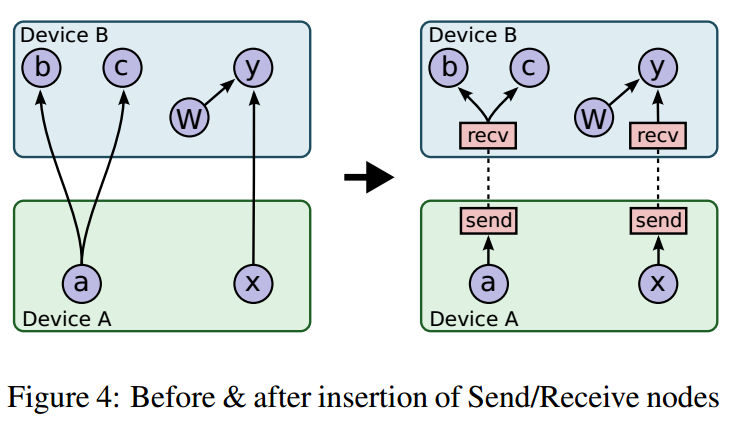 Device B
b
c
y
W
a
x
Device A
Device B
b
c
y
W
recv
recv
send
send
a
x
Device A
Figure 4: Before & after insertion of Send/Receive nodes